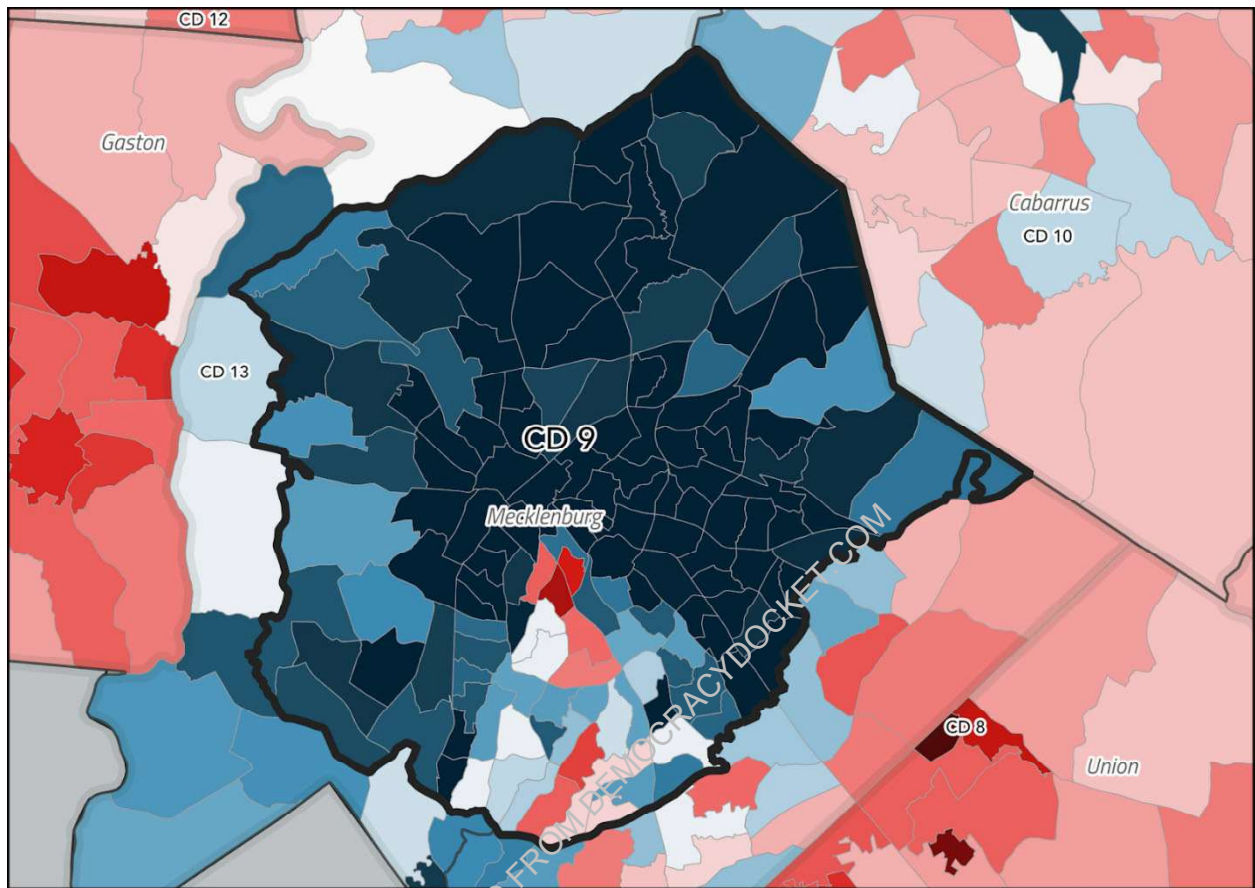 CD 12
Gaston
Cabarrus
CD 10
CD 13
CD 9
Mecklenburg
CD 8
Union
FROM DEMOCRACYDOCKET.COM